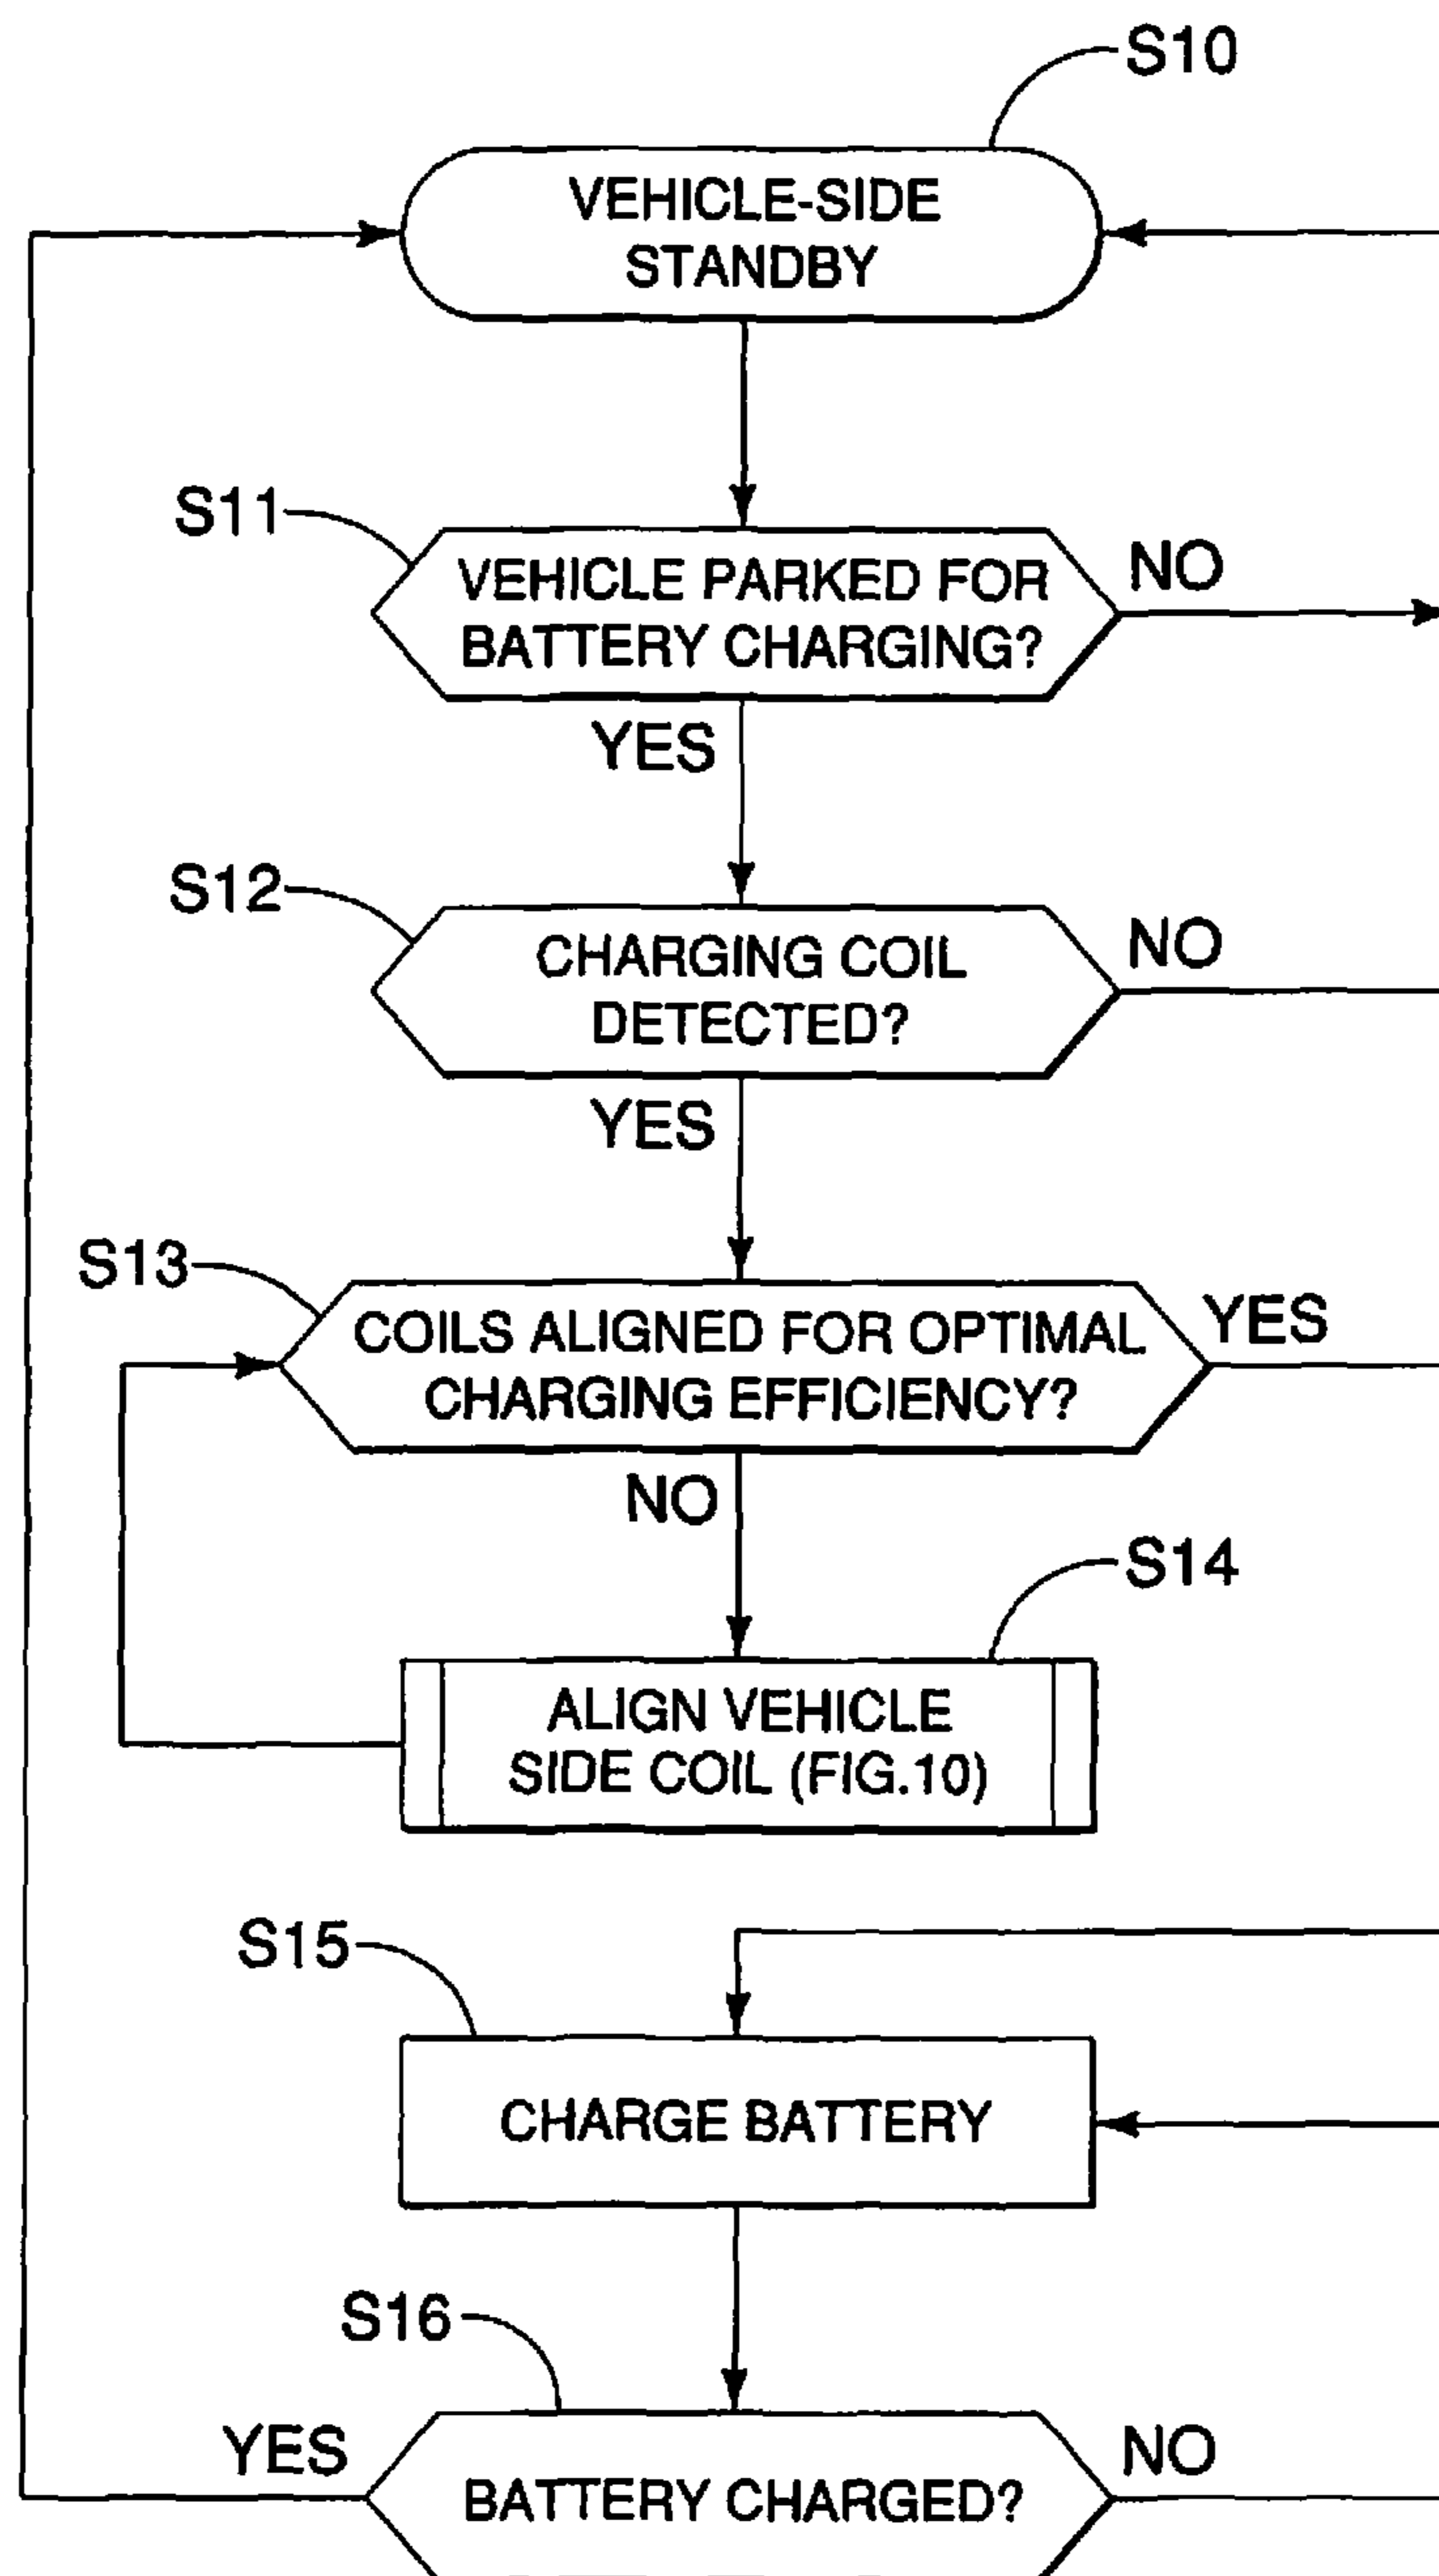 S10
VEHICLE-SIDE
STANDBY
S11
VEHICLE PARKED FOR
BATTERY CHARGING?
NO
YES
S12
CHARGING COIL
DETECTED?
NO
YES
S13
COILS ALIGNED FOR OPTIMAL
CHARGING EFFICIENCY?
YES
NO
S14
ALIGN VEHICLE
SIDE COIL (FIG.10)
S15
CHARGE BATTERY
S16
YES
BATTERY CHARGED?
NO